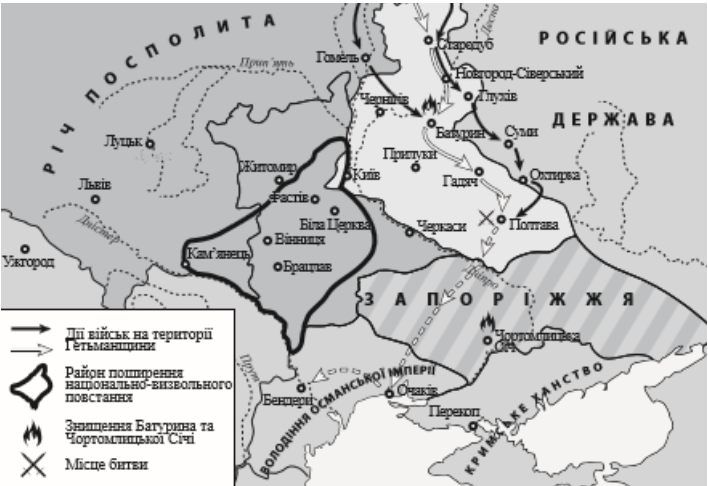 РІЧ ПОСПОЛИТА
РОСІЙСЬКА
ДЕРЖАВА
Стародуб
Десна
Гомель
Прип'ять
Новгород-Сіверський
Чернігів
Глухів
Батурин
Суми
Луцьк
Прилуки
Житомир
Київ
Гадяч
Охтирка
Львів
Фастів
Біла Церква
Черкаси
Полтава
Дністер
Вінниця
Кам'янець
Ужгород
Брацлав
Дніпро
ЗАПОРІЖЖЯ
Чортомлицька
Січ
Прут
Бендери
ВОЛОДІННЯ ОСМАНСЬКОЇ ІМПЕРІЇ
Очаків
Перекоп
КРИМСЬКЕ ХАНСТВО
Дії військ на території
Гетьманщини
Район поширення
національно-визвольного
повстання
Знищення Батурина та
Чортомлицької Січі
Місце битви